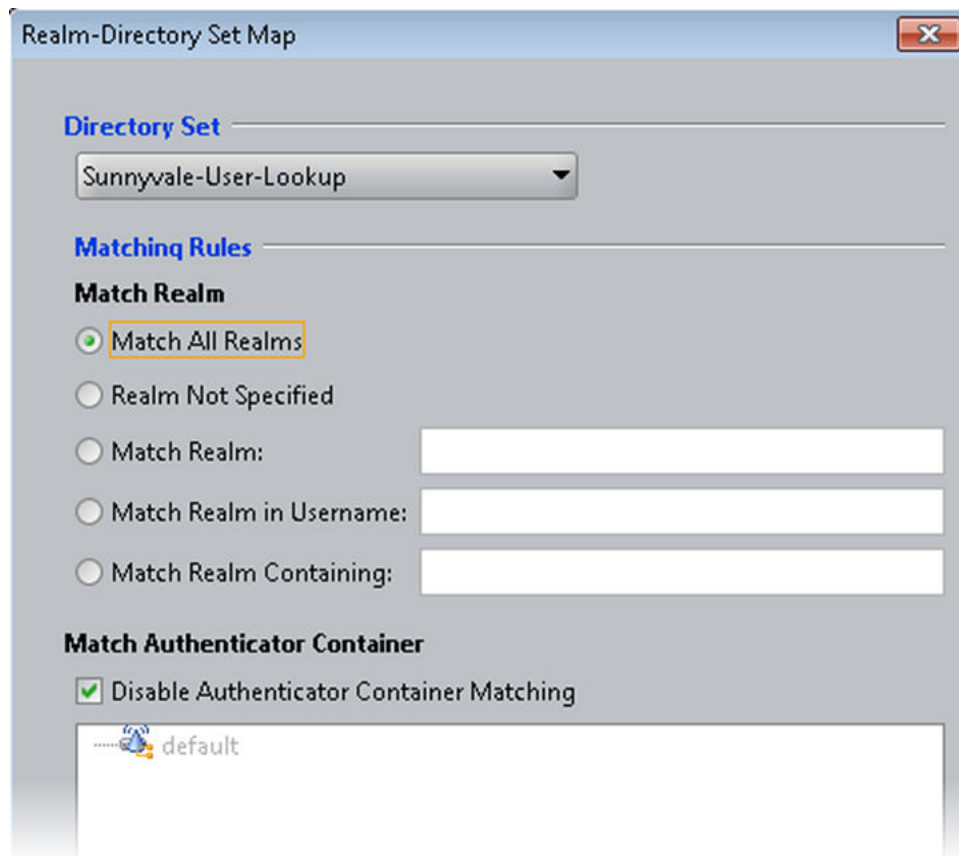 Realm-Directory Set Map
Directory Set
Sunnyvale-User-Lookup
Matching Rules
Match Realm
Match All Realms
Realm Not Specified
Match Realm:
Match Realm in Username:
Match Realm Containing:
Match Authenticator Container
Disable Authenticator Container Matching
default